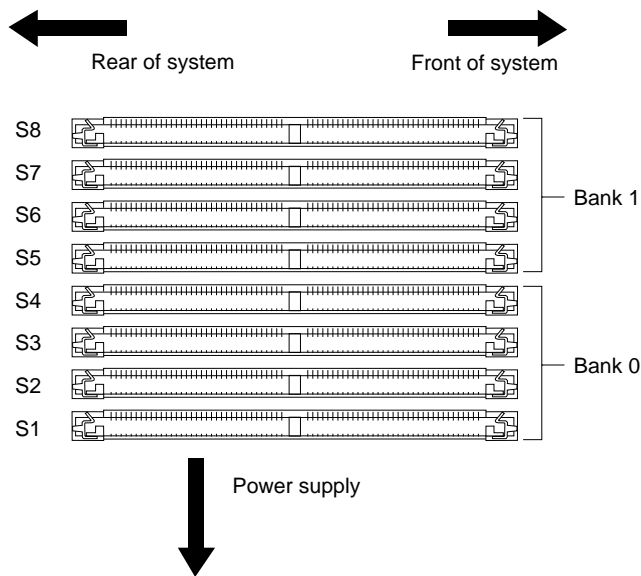 Rear of system
Front of system
S8
S7
Bank 1
S6
S5
S4
S3
Bank 0
S2
S1
Power supply